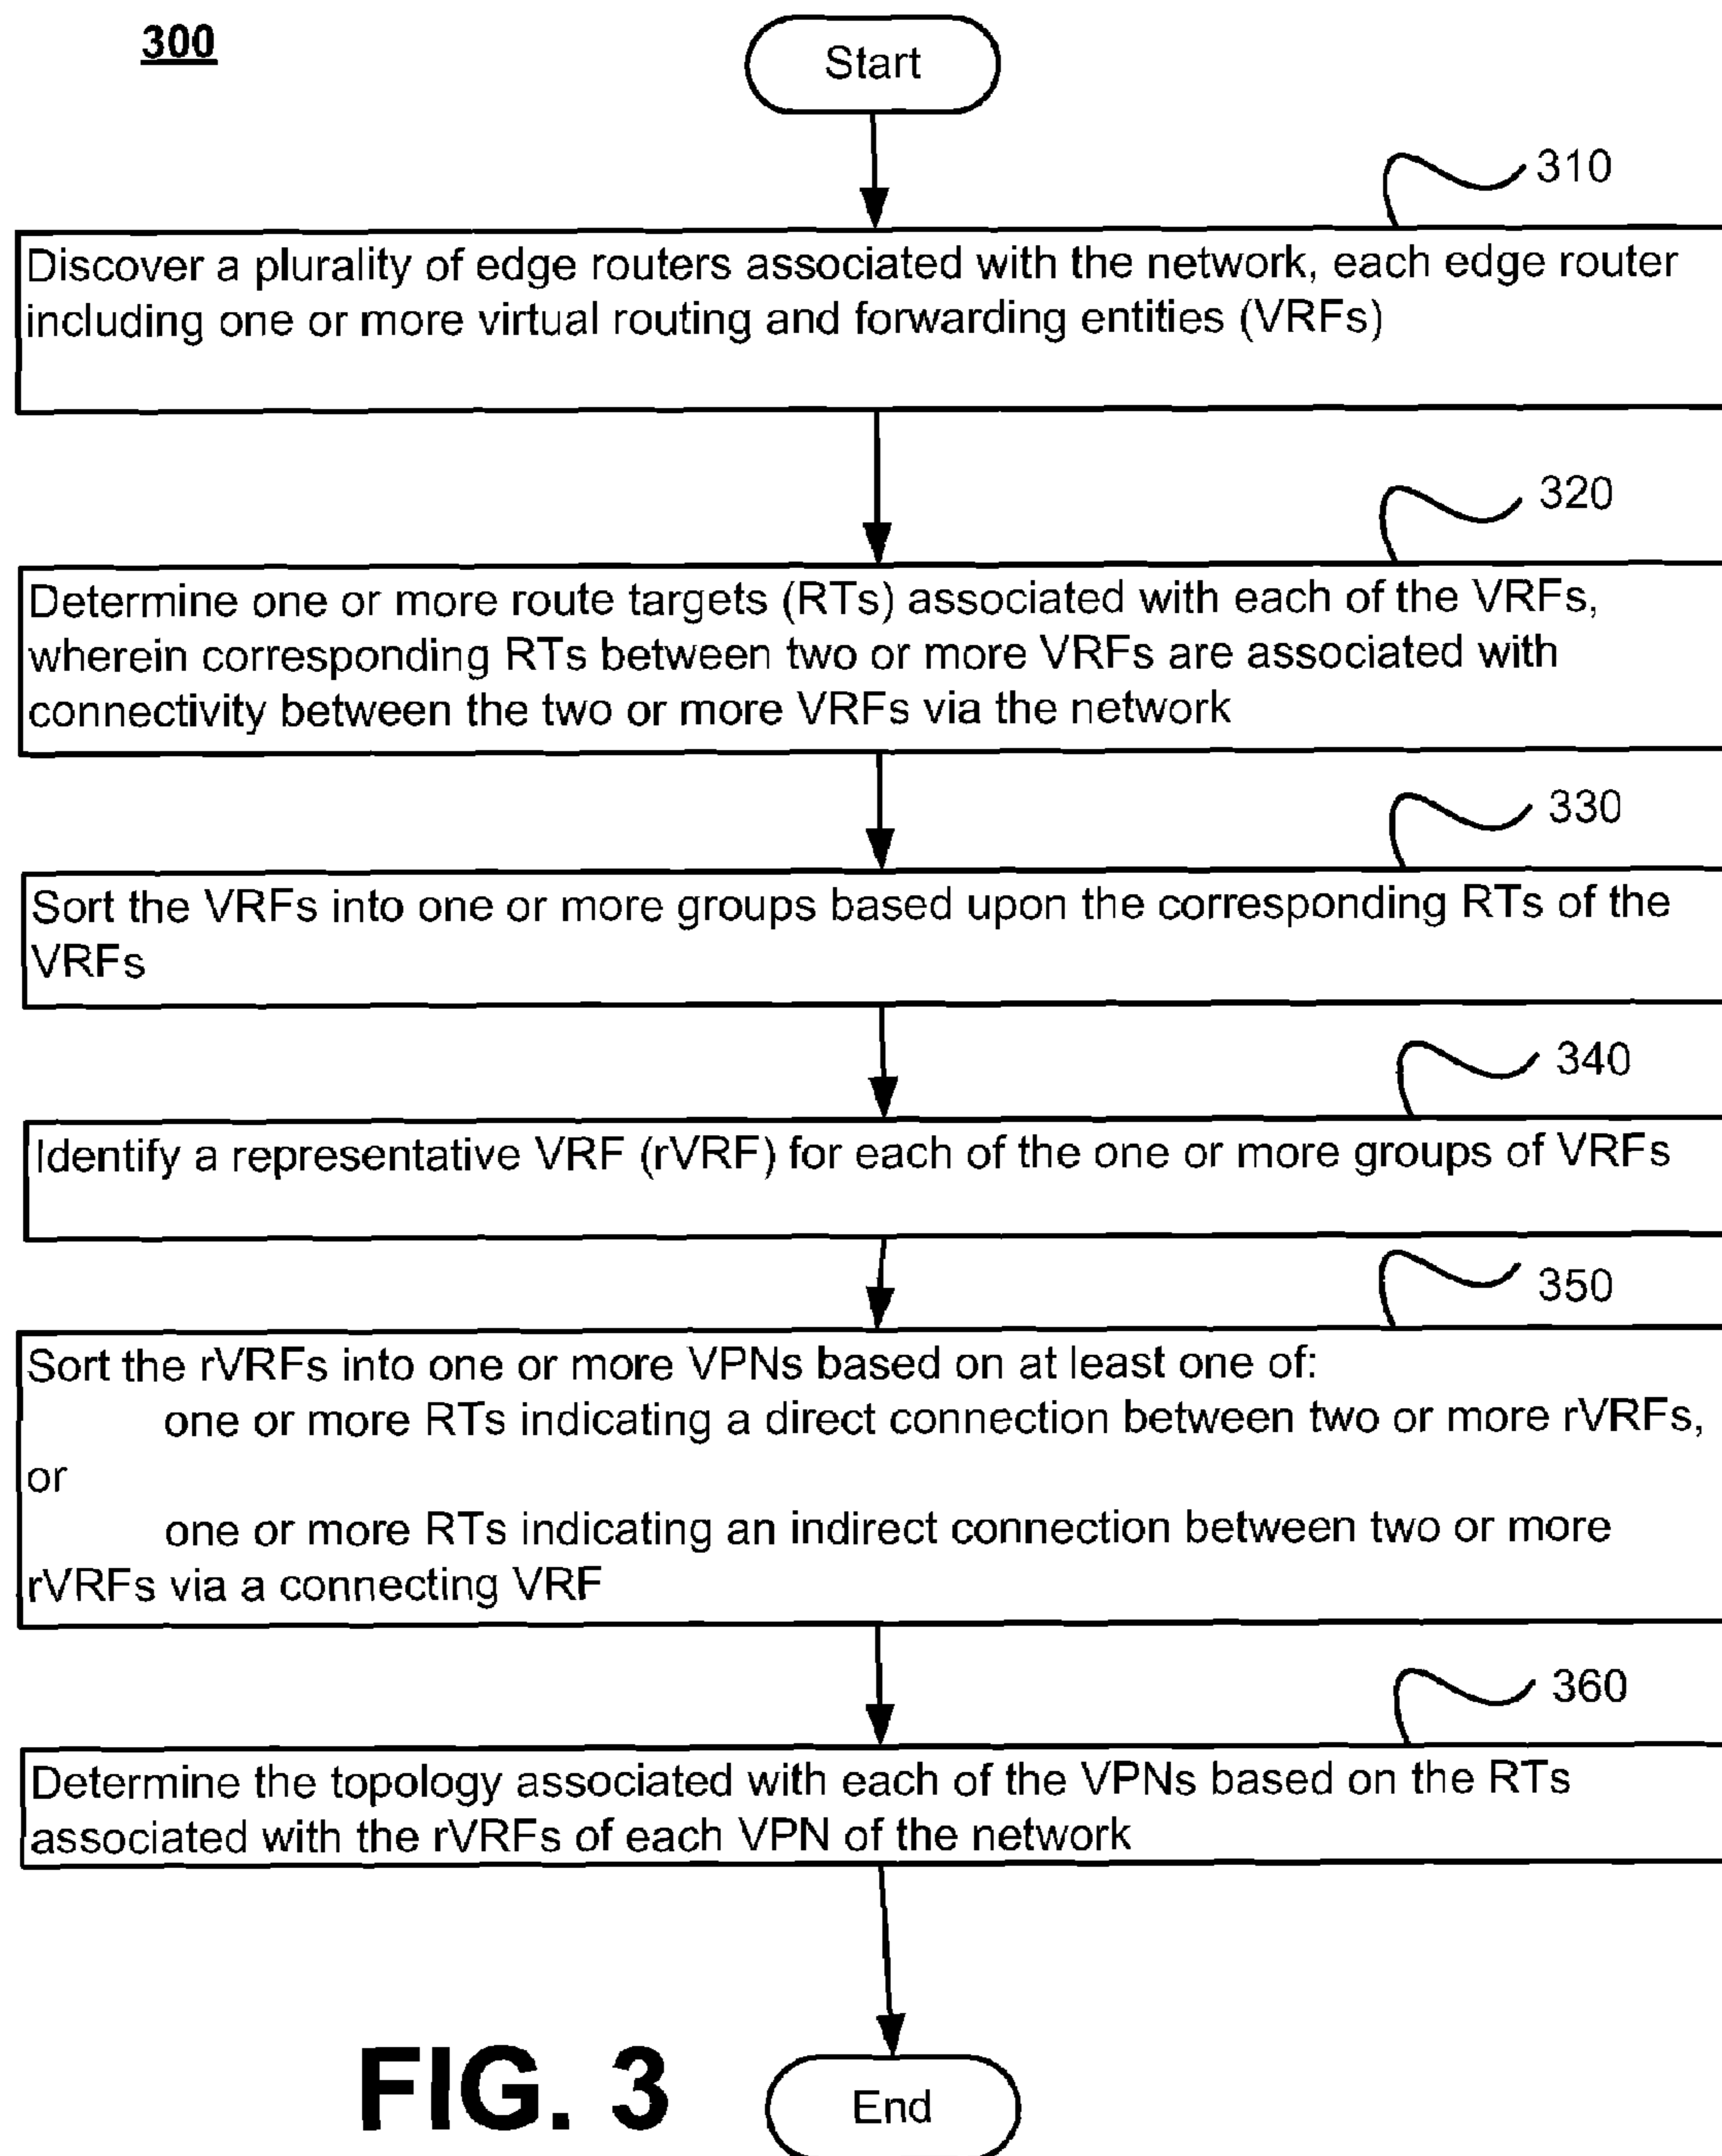 300
Start
310
Discover a plurality of edge routers associated with the network, each edge router
including one or more virtual routing and forwarding entities (VRFs)
320
Determine one or more route targets (RTs) associated with each of the VRFs,
wherein corresponding RTs between two or more VRFs are associated with
connectivity between the two or more VRFs via the network
330
Sort the VRFs into one or more groups based upon the corresponding RTs of the
VRFs
340
Identify a representative VRF (rVRF) for each of the one or more groups of VRFs
350
Sort the rVRFs into one or more VPNs based on at least one of:
one or more RTs indicating a direct connection between two or more rVRFs,
or
one or more RTs indicating an indirect connection between two or more
rVRFs via a connecting VRF
360
Determine the topology associated with each of the VPNs based on the RTs
associated with the rVRFs of each VPN of the network
FIG. 3
End